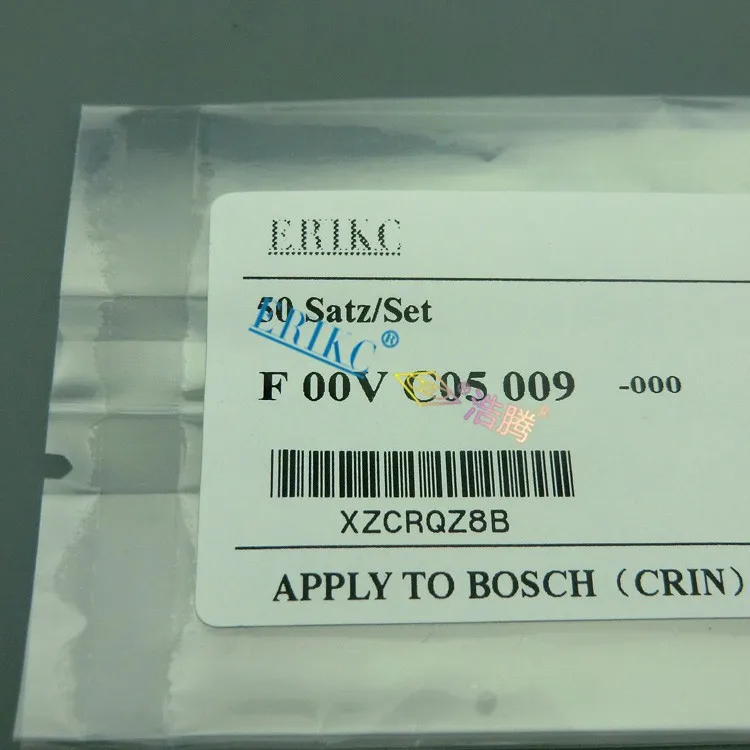 ERIKC
50 Satz/Set
ERIKC®
F 00V C05 009 -000
浩腾®
XZCRQZ8B
APPLY TO BOSCH（CRIN）